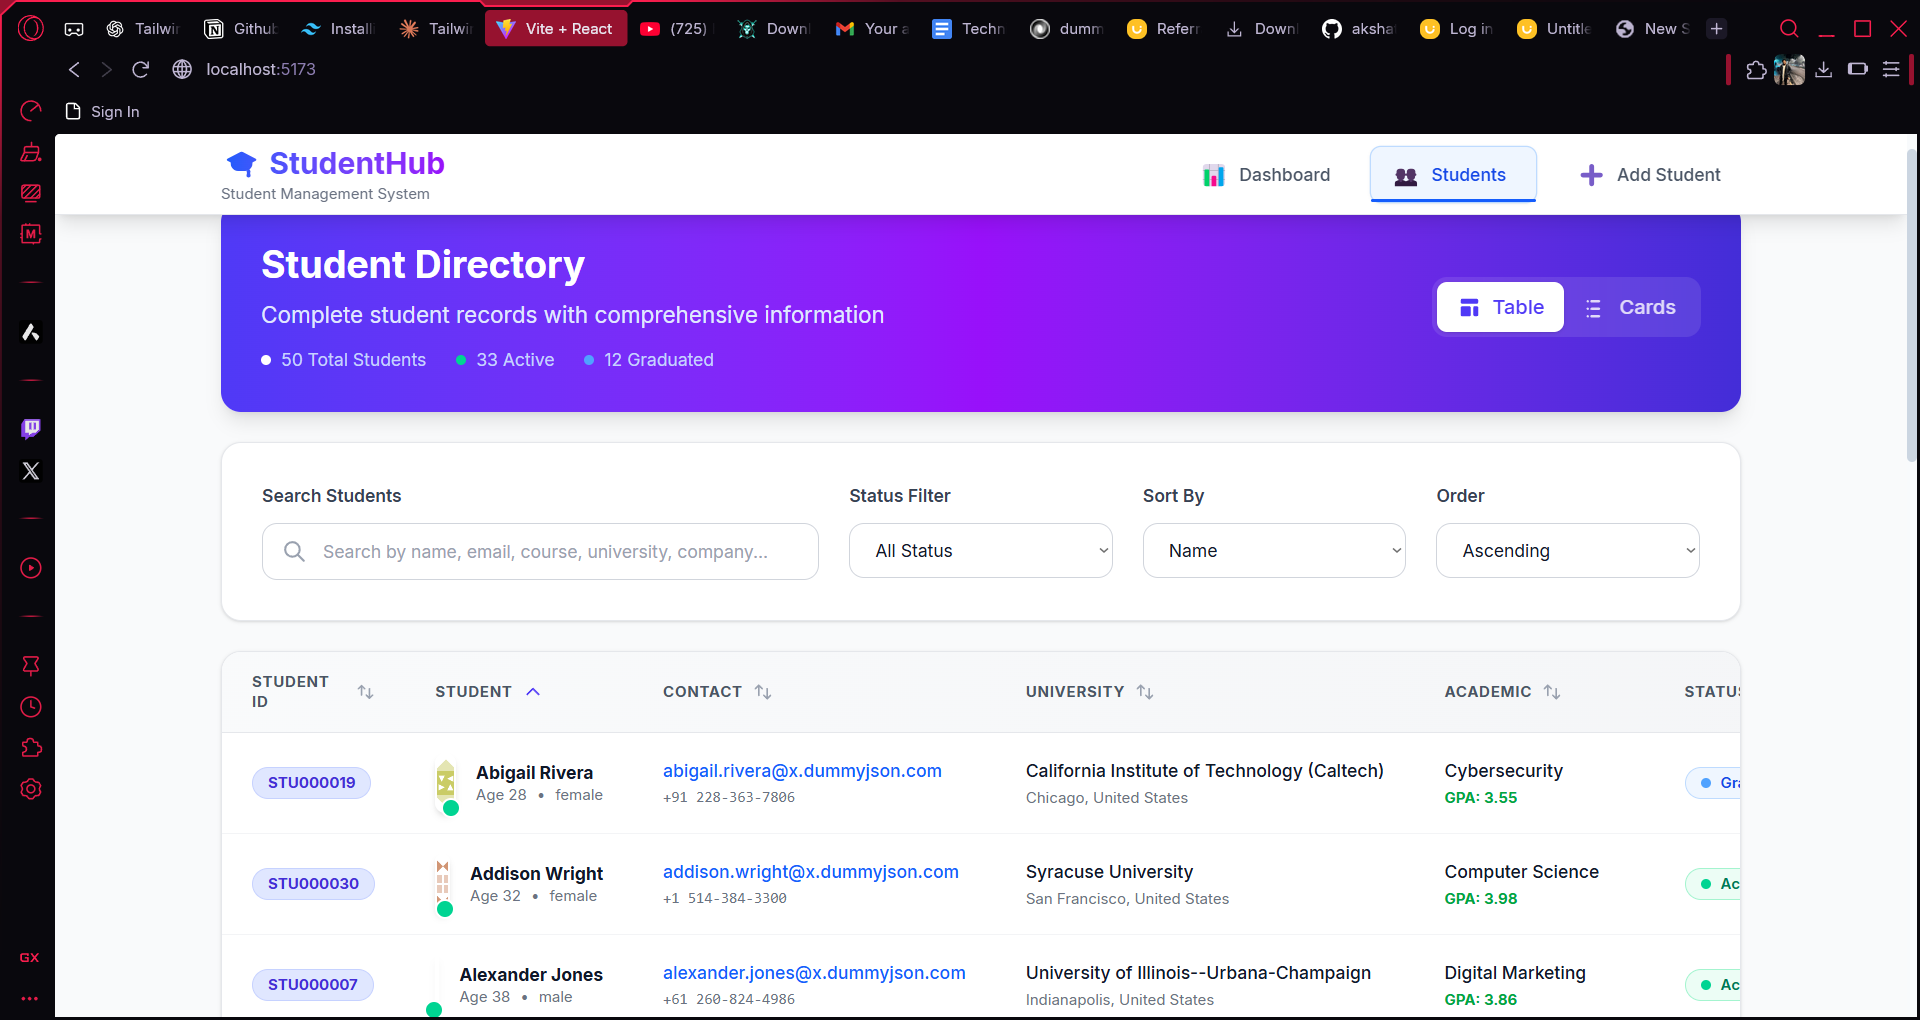 Tailwin
Github
Installi
Tailwin
Vite + React
(725)
Downl
Your a
Techn
dumm
Referr
Downl
aksha
Log in
Untitle
New S
localhost:5173
Sign In
StudentHub
Student Management System
Dashboard
Students
Add Student
Student Directory
Complete student records with comprehensive information
50 Total Students
33 Active
12 Graduated
Table
Cards
Search Students
Status Filter
Sort By
Order
Search by name, email, course, university, company...
All Status
Name
Ascending
STUDENT
ID
STUDENT
CONTACT
UNIVERSITY
ACADEMIC
STATUS
STU000019
Abigail Rivera
Age 28 • female
abigail.rivera@x.dummyjson.com
+91 228-363-7806
California Institute of Technology (Caltech)
Chicago, United States
Cybersecurity
GPA: 3.55
Gra
STU000030
Addison Wright
Age 32 • female
addison.wright@x.dummyjson.com
+1 514-384-3300
Syracuse University
San Francisco, United States
Computer Science
GPA: 3.98
Ac
STU000007
Alexander Jones
Age 38 • male
alexander.jones@x.dummyjson.com
+61 260-824-4986
University of Illinois--Urbana-Champaign
Indianapolis, United States
Digital Marketing
GPA: 3.86
Ac
M
GX